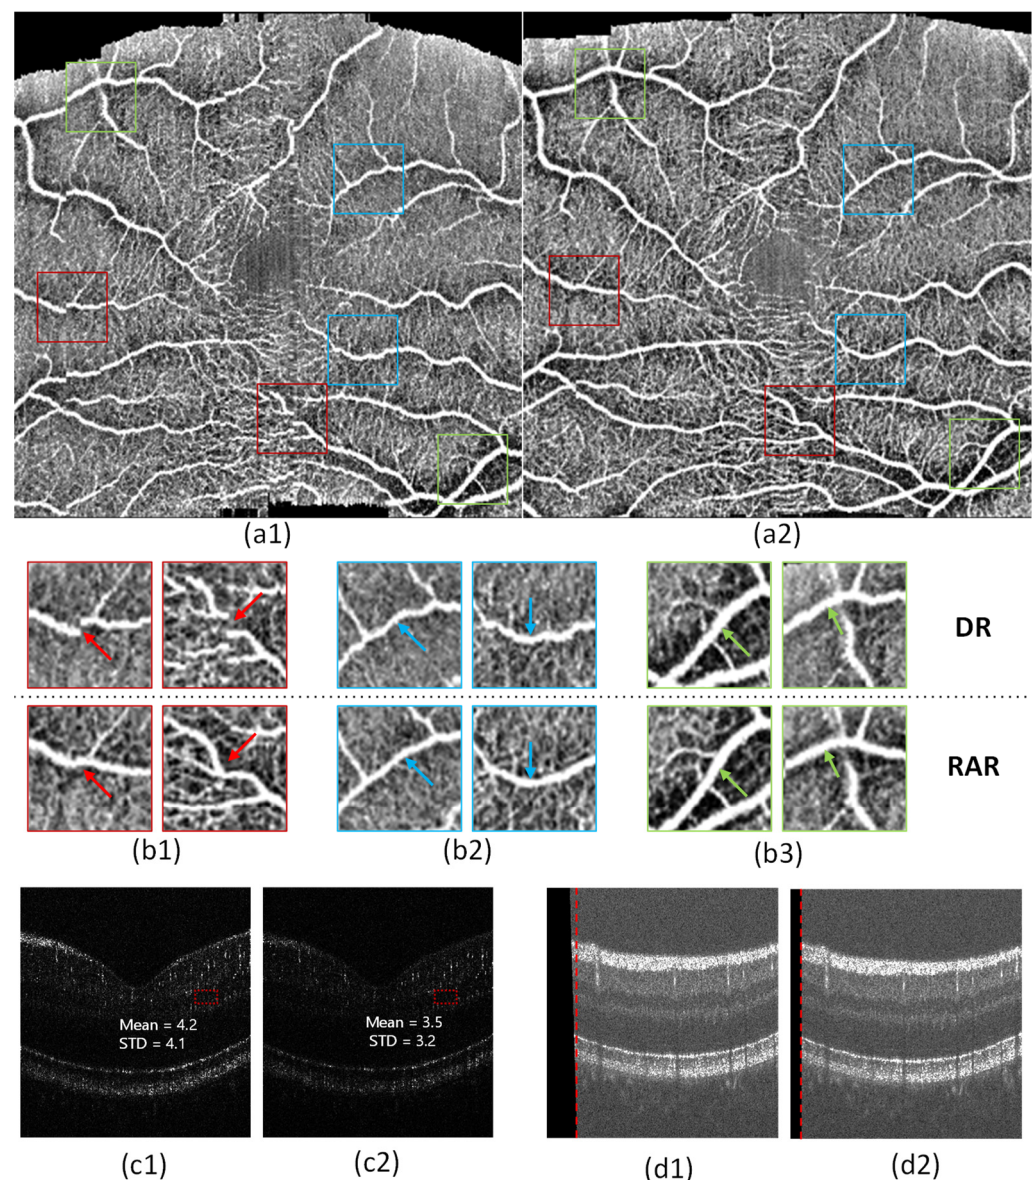 (a1) (a2)
DR
RAR
(b1) (b2) (b3)
Mean = 4.2
STD = 4.1
Mean = 3.5
STD = 3.2
(c1) (c2) (d1) (d2)